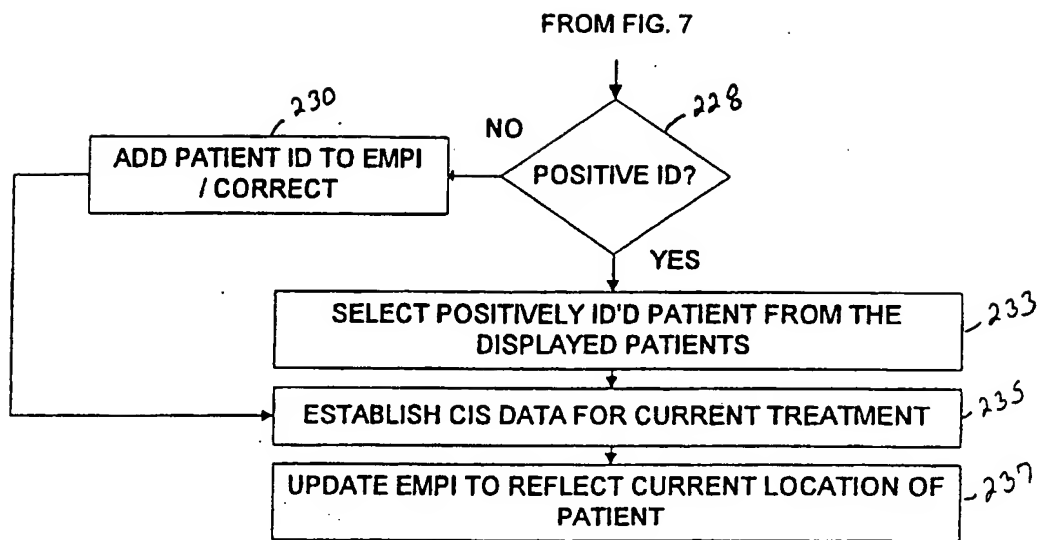 FROM FIG. 7
228
230
NO
ADD PATIENT ID TO EMPI
/ CORRECT
POSITIVE ID?
YES
SELECT POSITIVELY ID'D PATIENT FROM THE
DISPLAYED PATIENTS
233
ESTABLISH CIS DATA FOR CURRENT TREATMENT
235
UPDATE EMPI TO REFLECT CURRENT LOCATION OF
PATIENT
237